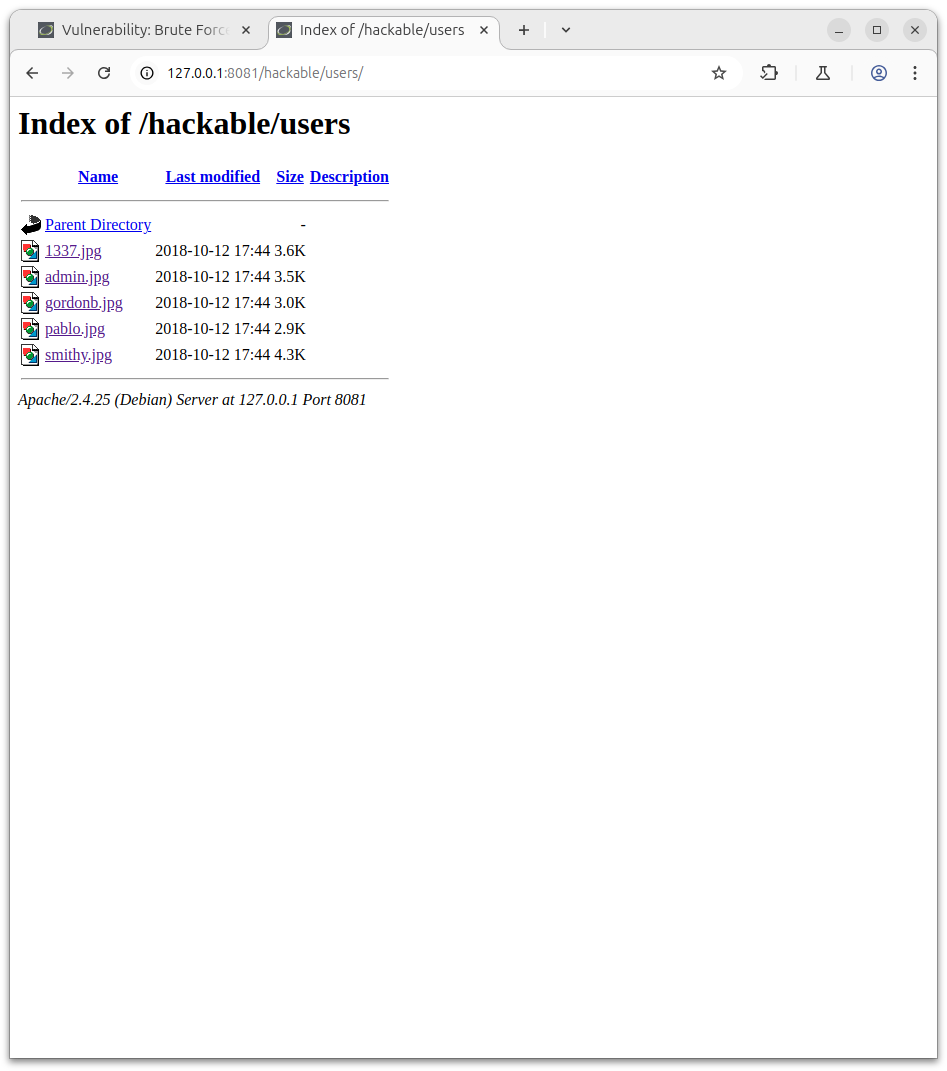 Vulnerability: Brute Forc
Index of /hackable/users
127.0.0.1:8081/hackable/users/
Index of /hackable/users
Name Last modified Size Description
Parent Directory -
1337.jpg 2018-10-12 17:44 3.6K
admin.jpg 2018-10-12 17:44 3.5K
gordonb.jpg 2018-10-12 17:44 3.0K
pablo.jpg 2018-10-12 17:44 2.9K
smithy.jpg 2018-10-12 17:44 4.3K
Apache/2.4.25 (Debian) Server at 127.0.0.1 Port 8081